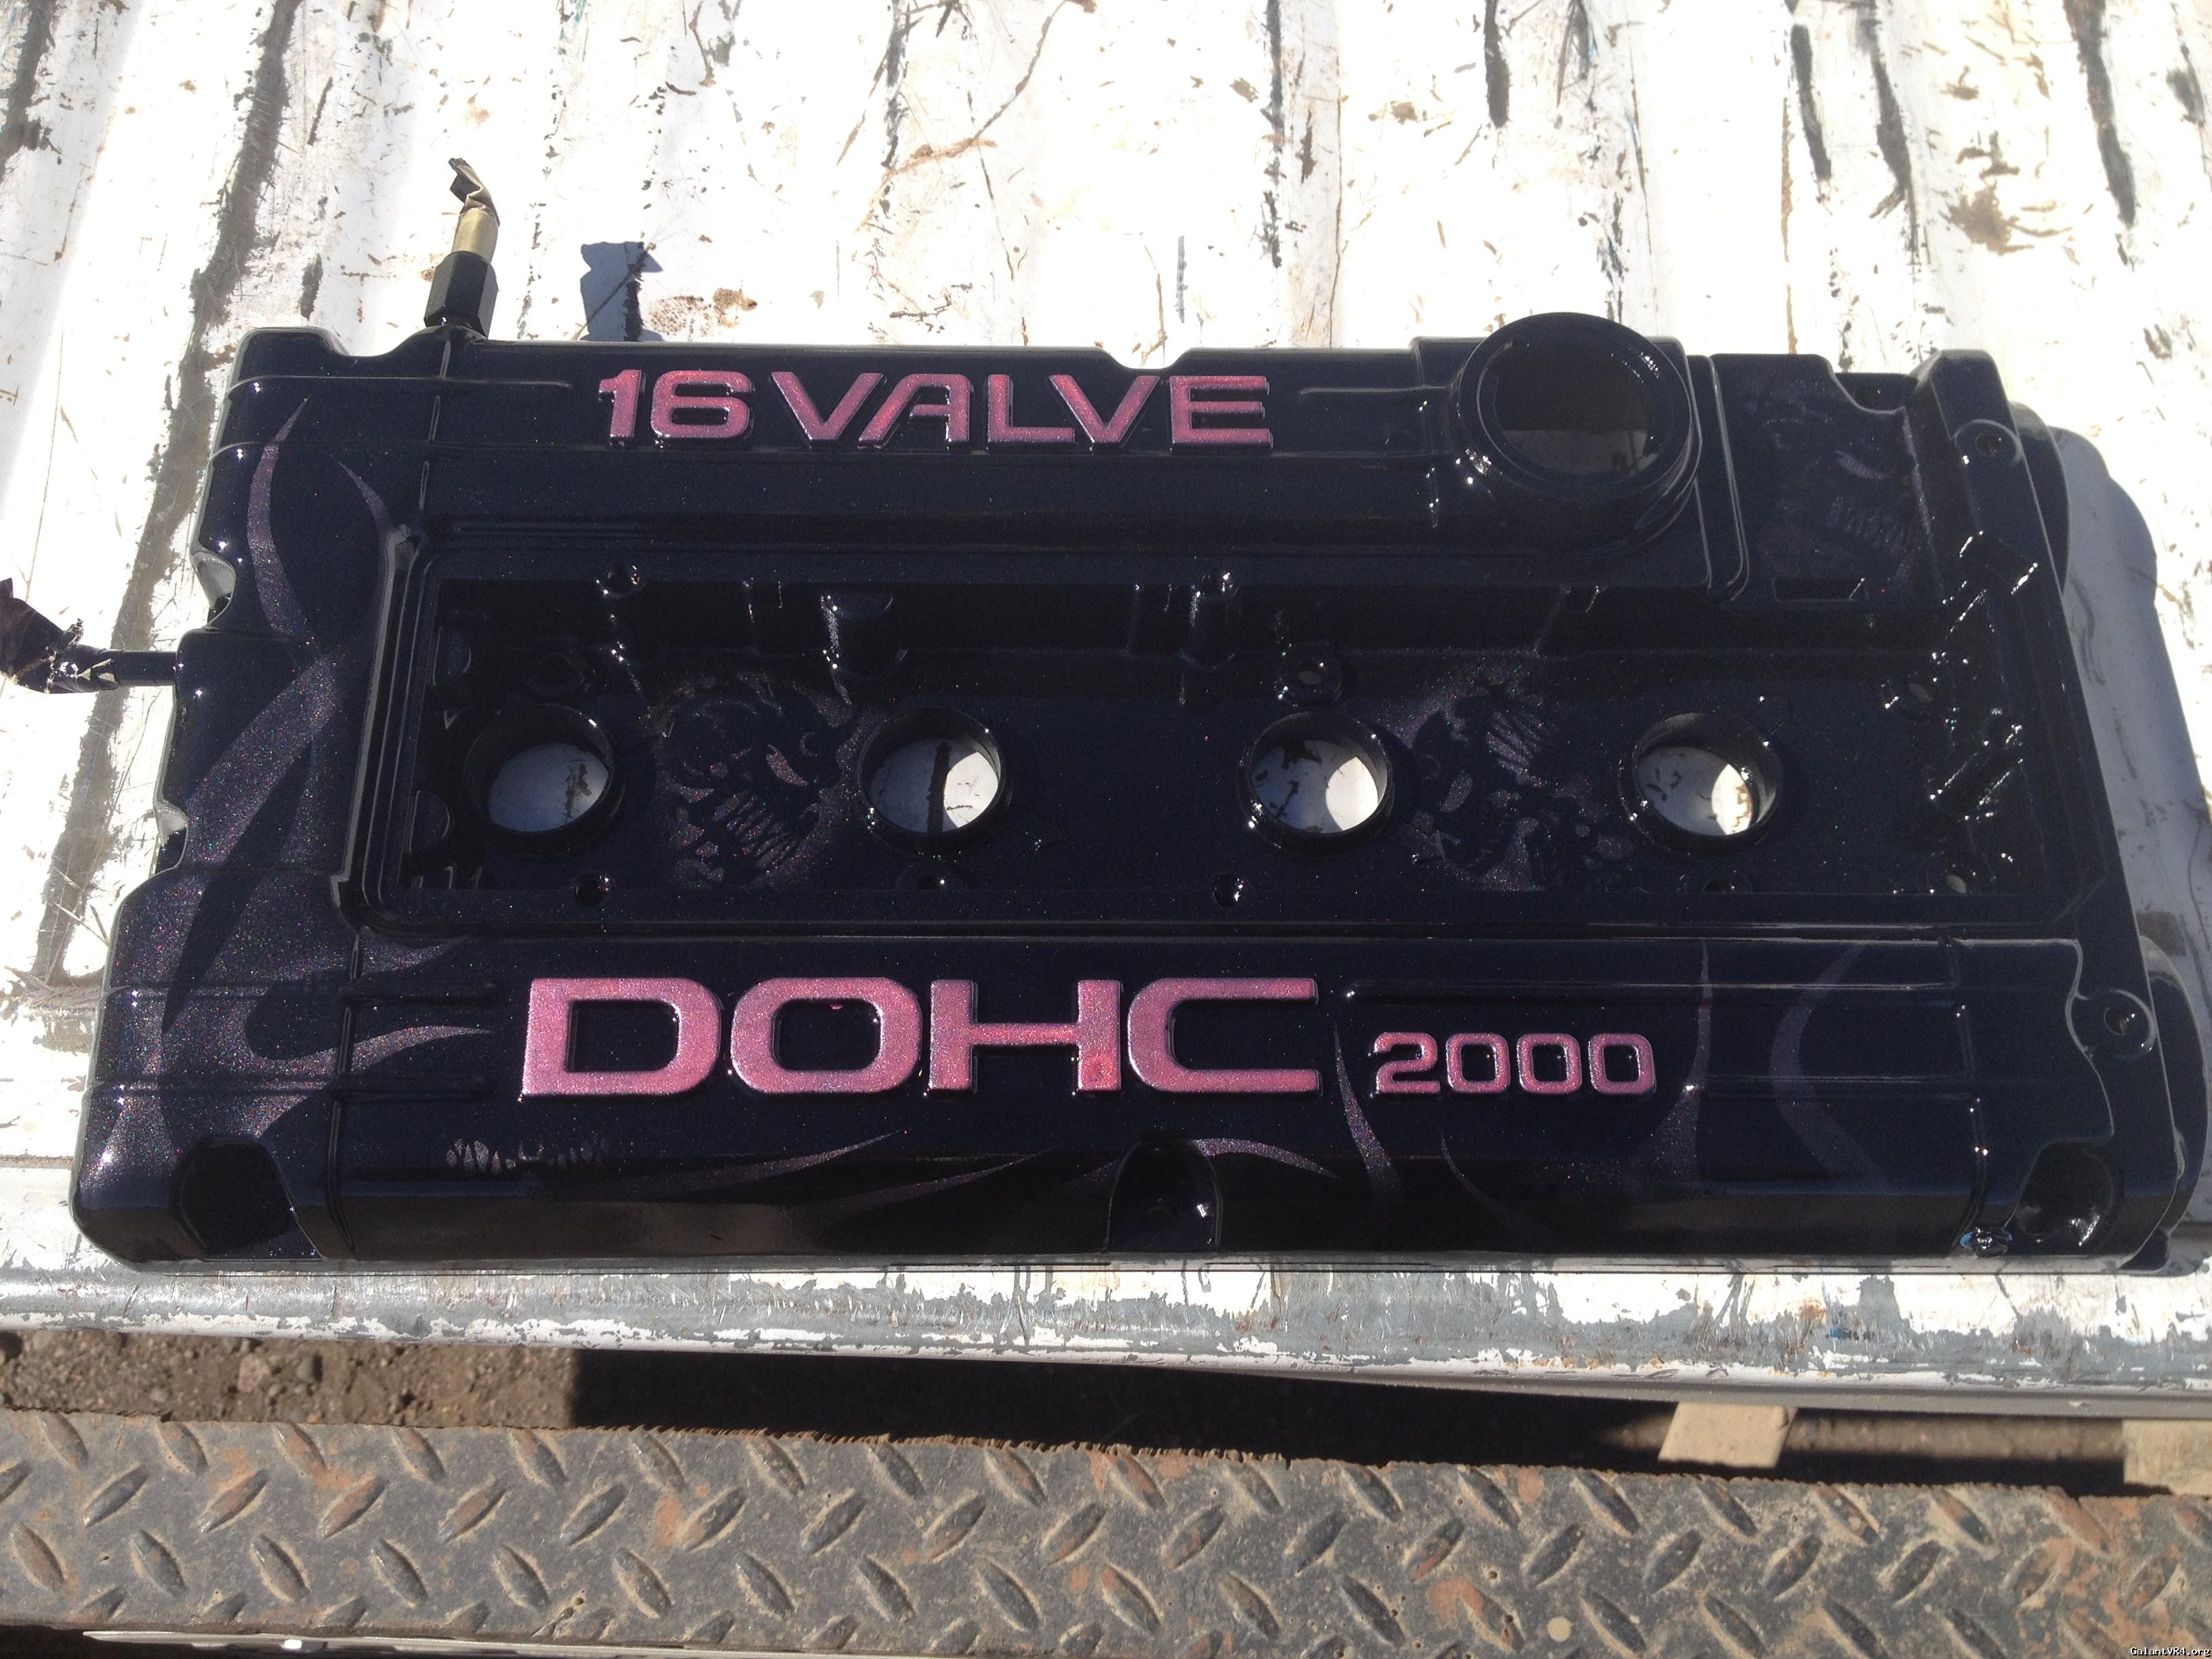 16 VALVE
DOHC 2000
GalantVR4.org